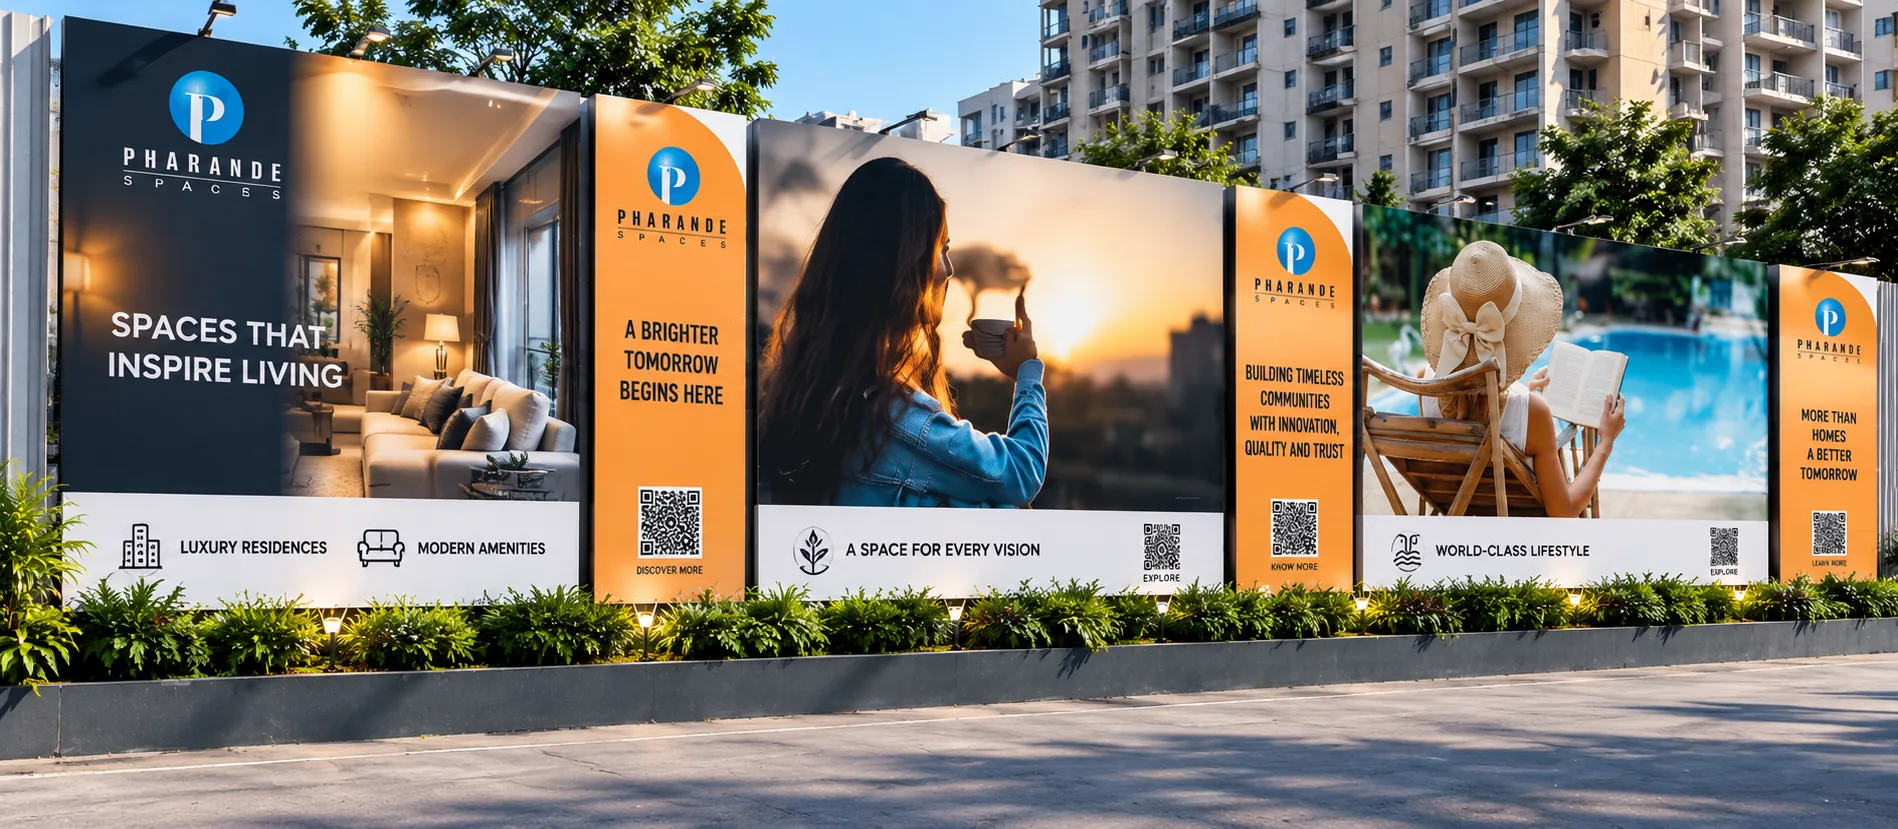 P
PHARANDE
SPACES
SPACES THAT
INSPIRE LIVING
LUXURY RESIDENCES
MODERN AMENITIES
P
PHARANDE
SPACES
A BRIGHTER
TOMORROW
BEGINS HERE
DISCOVER MORE
A SPACE FOR EVERY VISION
EXPLORE
P
PHARANDE
SPACES
BUILDING TIMELESS
COMMUNITIES
WITH INNOVATION,
QUALITY AND TRUST
KNOW MORE
WORLD-CLASS LIFESTYLE
EXPLORE
P
PHARANDE
SPACES
MORE THAN
HOMES
A BETTER
TOMORROW
LEARN MORE